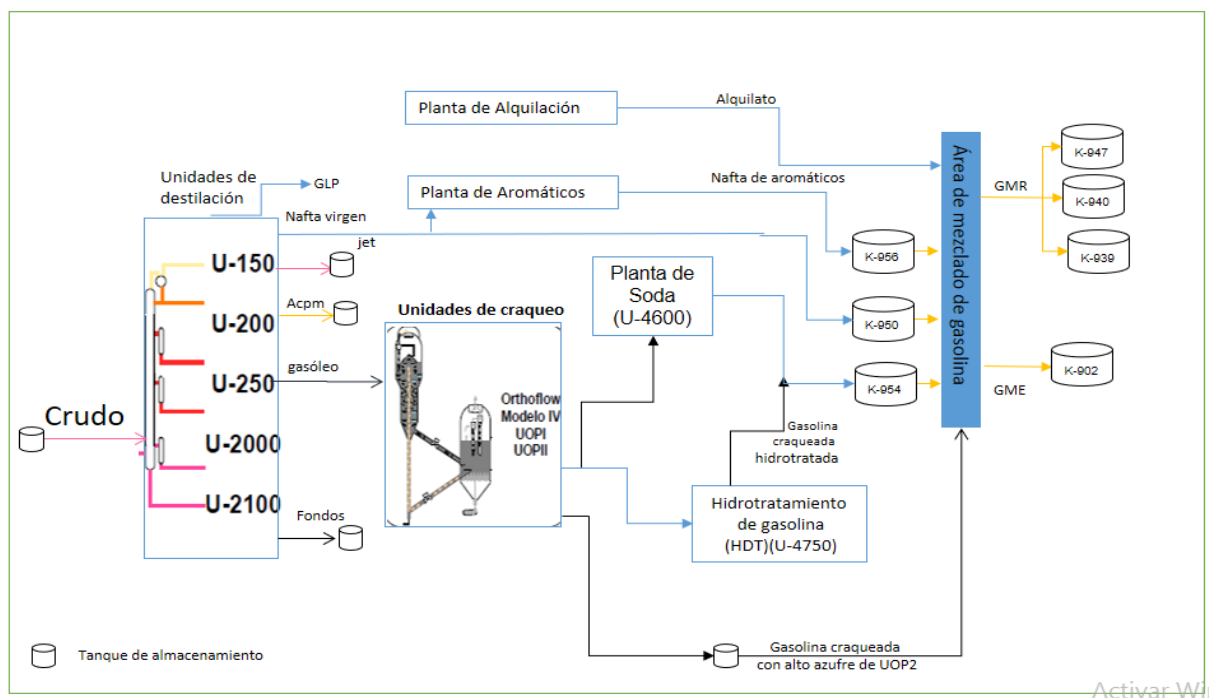 Planta de Alquilación
Alquilato
Área de mezclado de gasolina
K-947
Unidades de
destilación
GLP
Planta de Aromáticos
Nafta de aromáticos
GMR
K-940
Nafta virgen
jet
K-956
K-939
U-150
Planta de
Soda
(U-4600)
Acpm
Unidades de craqueo
U-200
K-950
gasóleo
U-250
K-954
GME
K-902
Crudo
Orthoflow
Modelo IV
UOPI
UOPII
Gasolina
craqueada
hidrotratada
U-2000
U-2100
Fondos
Hidrotratamiento
de gasolina
(HDT)(U-4750)
Tanque de almacenamiento
Gasolina craqueada
con alto azufre de UOP2
Activar Wi